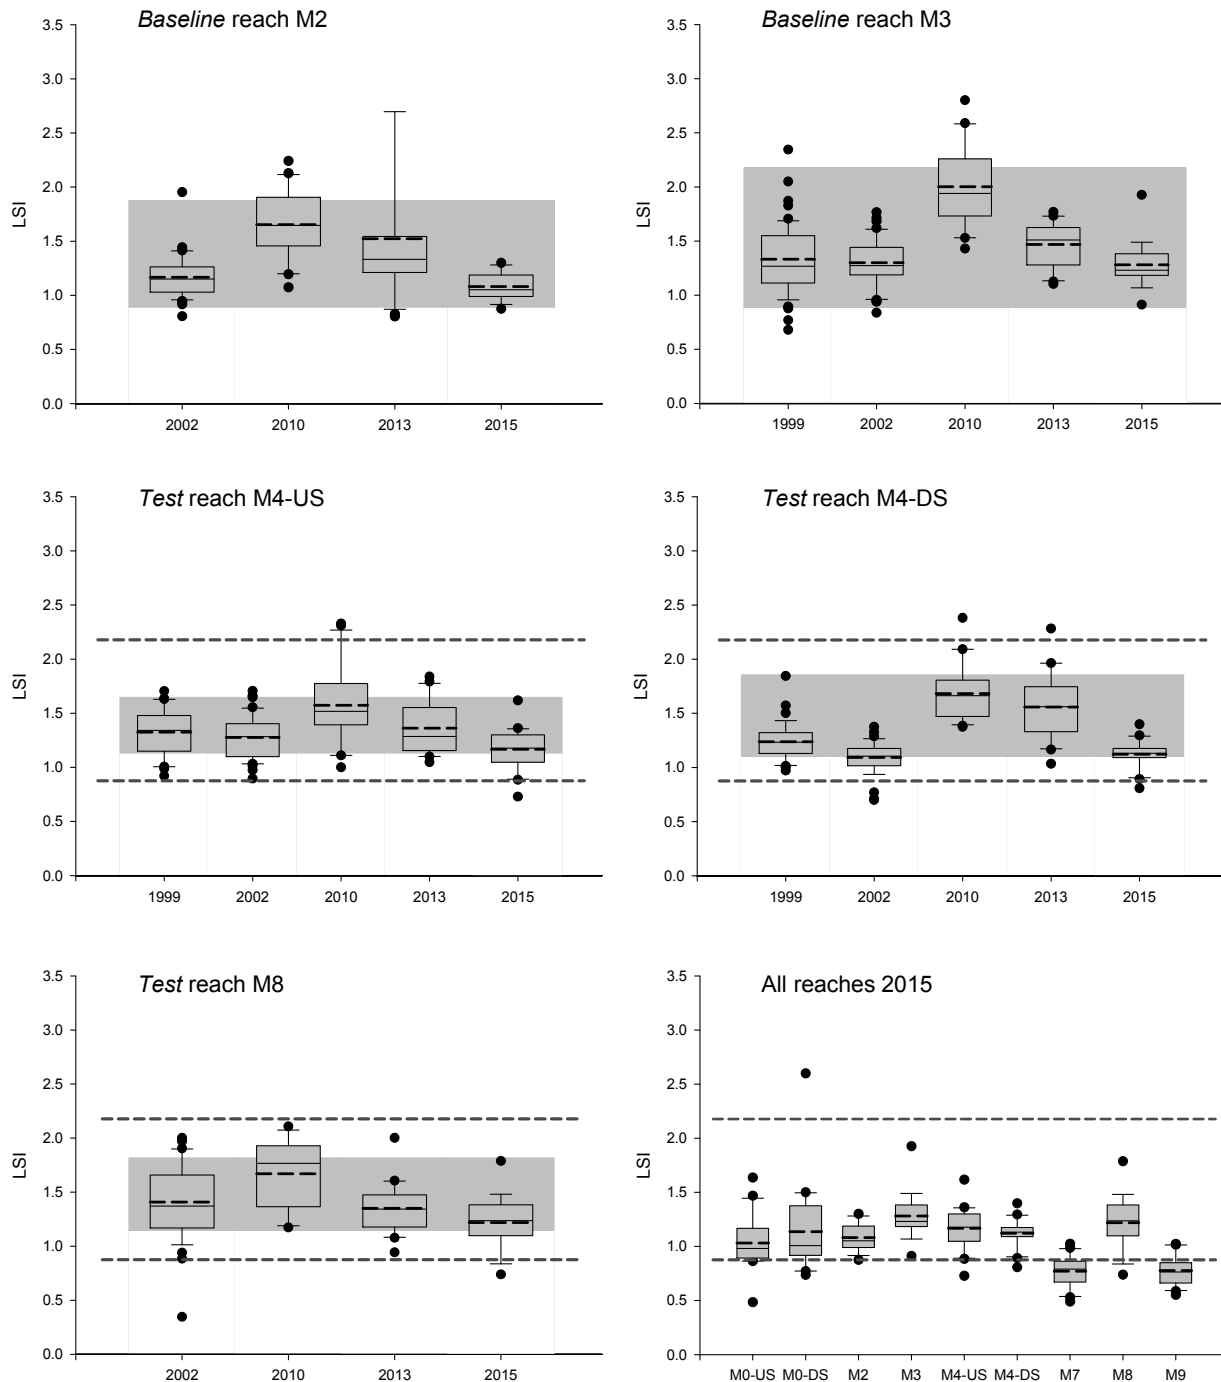 Baseline reach M2
LSI
3.5
3.0
2.5
2.0
1.5
1.0
0.5
0.0
2002 2010 2013 2015
Baseline reach M3
LSI
3.5
3.0
2.5
2.0
1.5
1.0
0.5
0.0
1999 2002 2010 2013 2015
Test reach M4-US
LSI
3.5
3.0
2.5
2.0
1.5
1.0
0.5
0.0
1999 2002 2010 2013 2015
Test reach M4-DS
LSI
3.5
3.0
2.5
2.0
1.5
1.0
0.5
0.0
1999 2002 2010 2013 2015
Test reach M8
LSI
3.5
3.0
2.5
2.0
1.5
1.0
0.5
0.0
2002 2010 2013 2015
All reaches 2015
LSI
3.5
3.0
2.5
2.0
1.5
1.0
0.5
0.0
M0-US M0-DS M2 M3 M4-US M4-DS M7 M8 M9